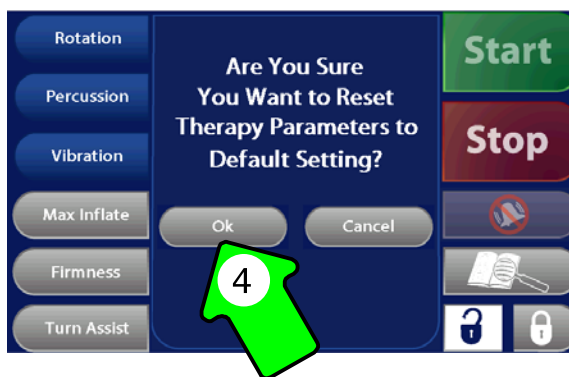 Rotation
Percussion
Vibration
Max Inflate
Firmness
Turn Assist
Are You Sure
You Want to Reset
Therapy Parameters to
Default Setting?
Ok
Cancel
4
Start
Stop